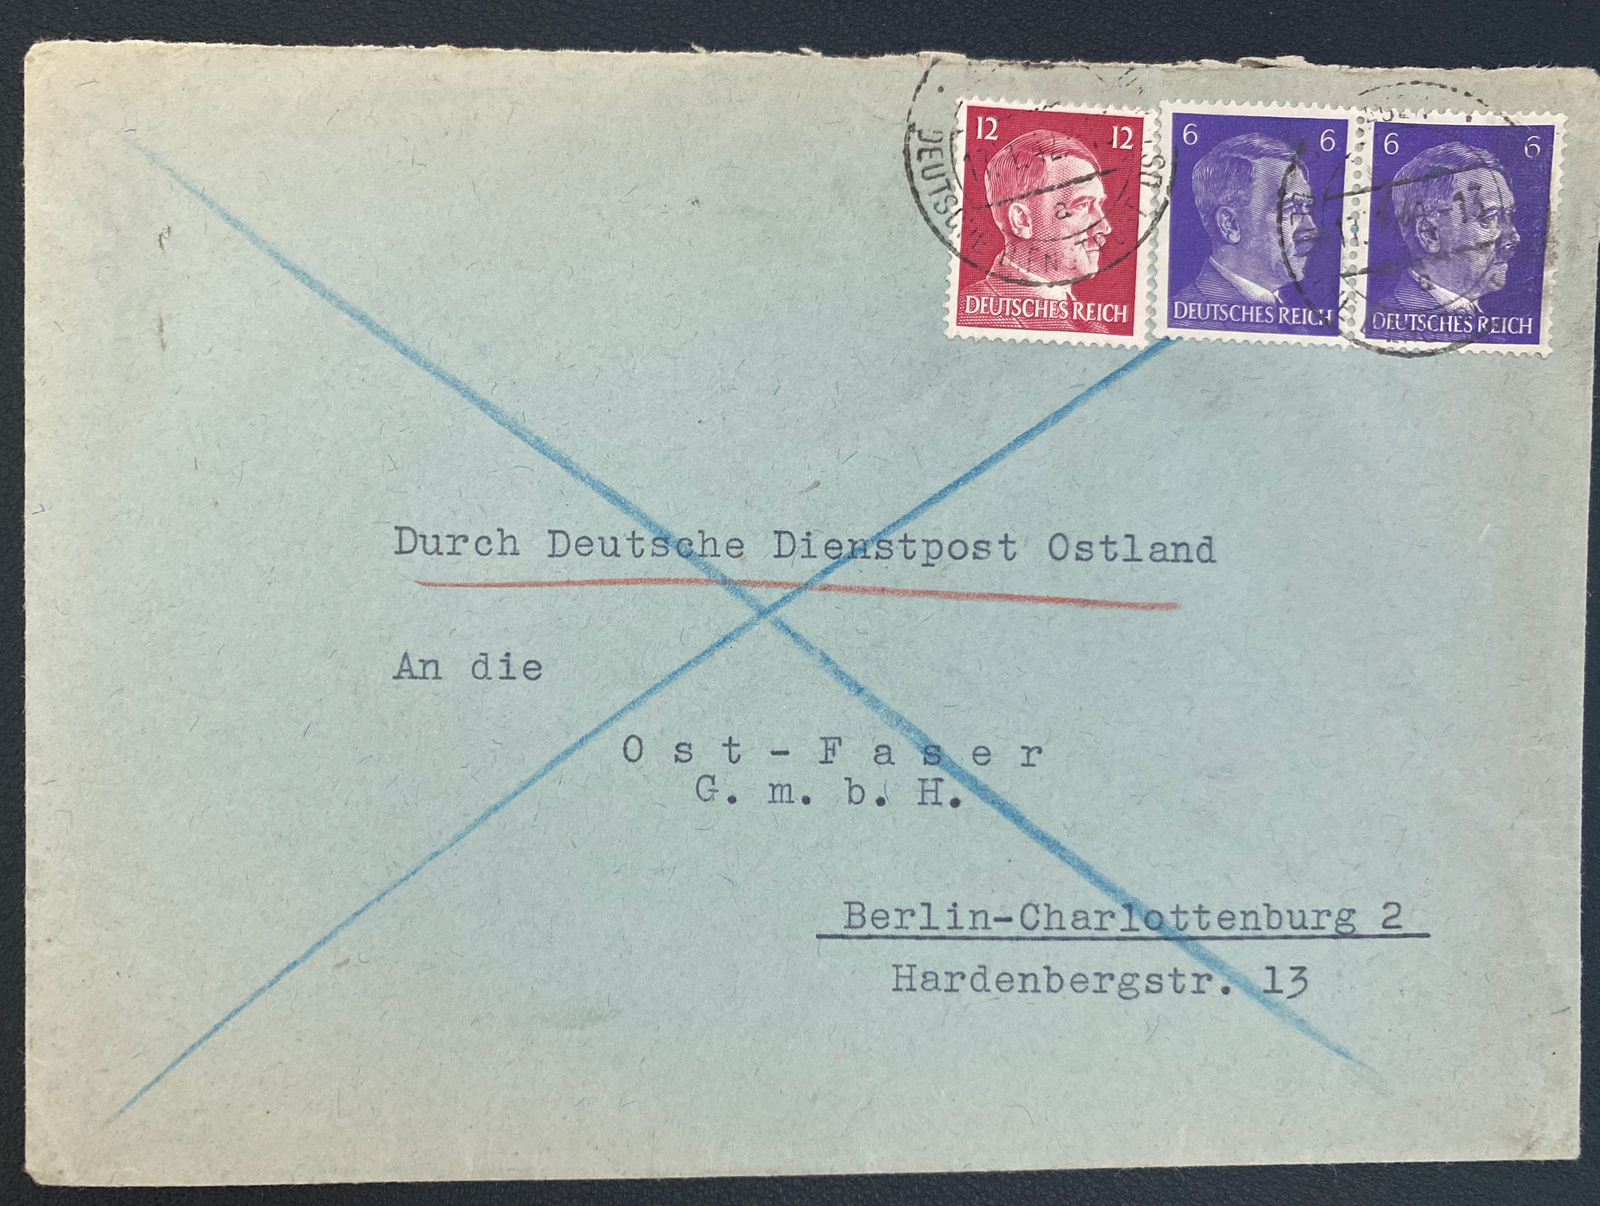 12 12
6 6
6 6
DEUTSCHES REICH
DEUTSCHES REICH
DEUTSCHES REICH
DEUTSCHE
a
Durch Deutsche Dienstpost Ostland
An die
Ost-Faser
G. m. b. H.
Berlin-Charlottenburg 2
Hardenbergstr. 13